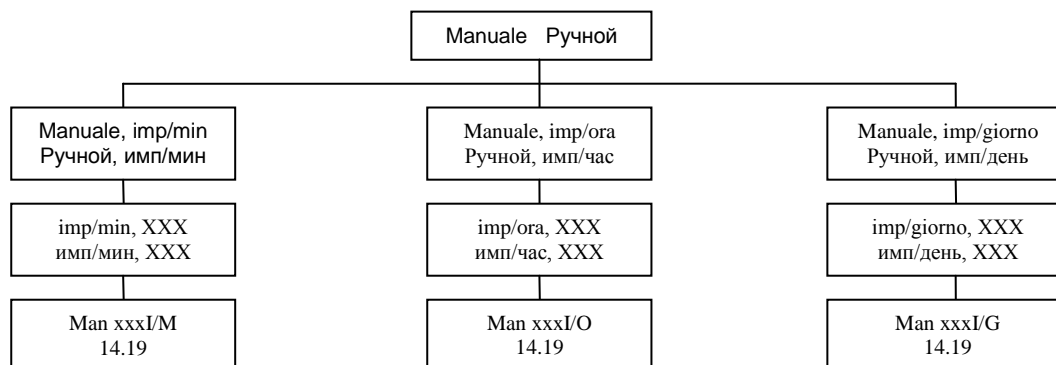 Manuale Ручной
Manuale, imp/min
Ручной, имп/мин
Manuale, imp/ora
Ручной, имп/час
Manuale, imp/giorno
Ручной, имп/день
imp/min, XXX
имп/мин, XXX
imp/ora, XXX
имп/час, XXX
imp/giorno, XXX
имп/день, XXX
Man xxxI/M
14.19
Man xxxI/O
14.19
Man xxxI/G
14.19